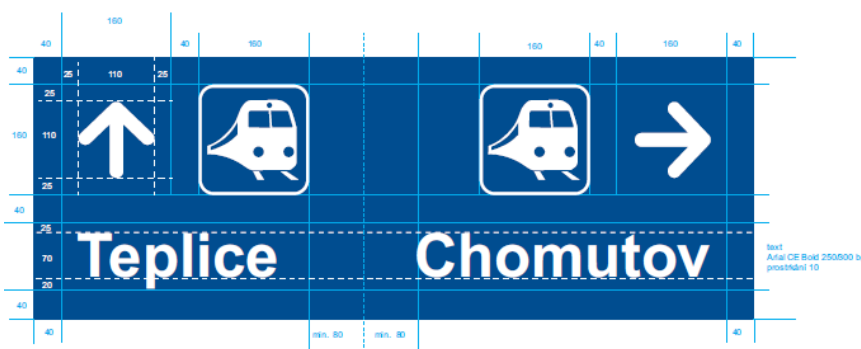 160
40 40 160 160 40 160 40
40 25 110 25
25
160 110
25
40
25
Teplice Chomutov
70
20
text
Arial CE Bold 250/300 b
prostrkání 10
40
40 min. 80 min. 80 40